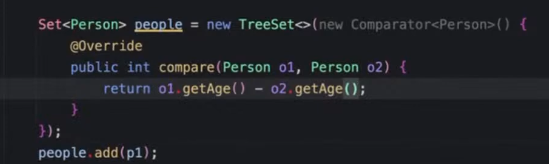 Set<Person> people = new TreeSet<>(new Comparator<Person>() {
@Override
public int compare(Person o1, Person o2) {
return o1.getAge() - o2.getAge();
}
});
people.add(p1);